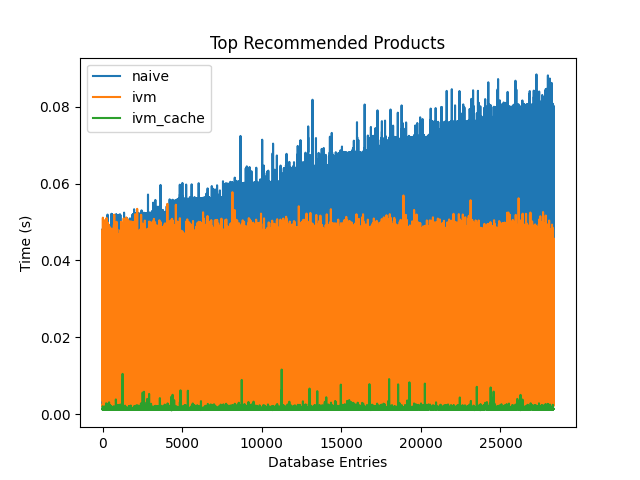 Top Recommended Products
naive
ivm
ivm_cache
0.08
0.06
0.04
0.02
0.00
Time (s)
0 5000 10000 15000 20000 25000
Database Entries